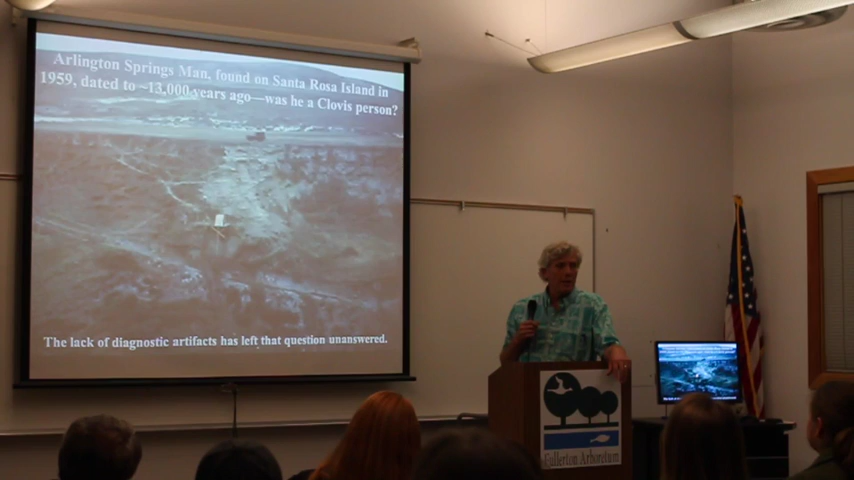 Arlington Springs Man, found on Santa Rosa Island in
1959, dated to ~13,000 years ago—was he a Clovis person?
The lack of diagnostic artifacts has left that question unanswered.
Fullerton Arboretum